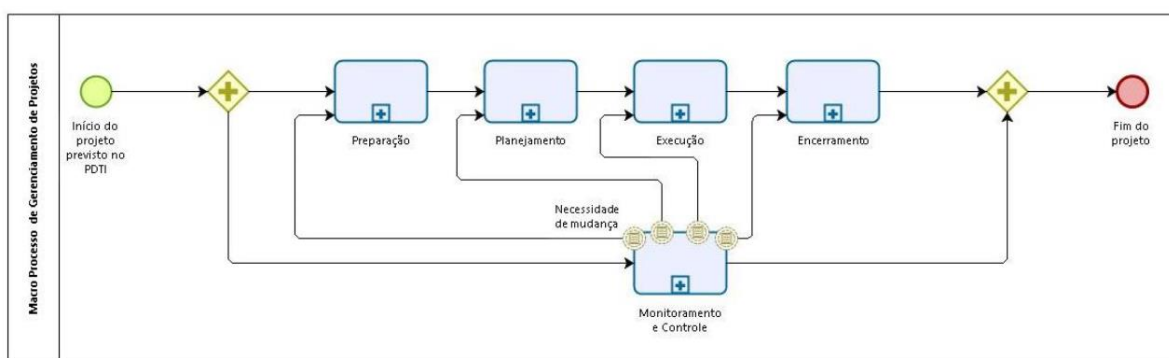 Macro Processo de Gerenciamento de Projetos
Início do
projeto
previsto no
PDTI
Preparação
Planejamento
Execução
Encerramento
Fim do
projeto
Necessidade
de mudança
Monitoramento
e Controle